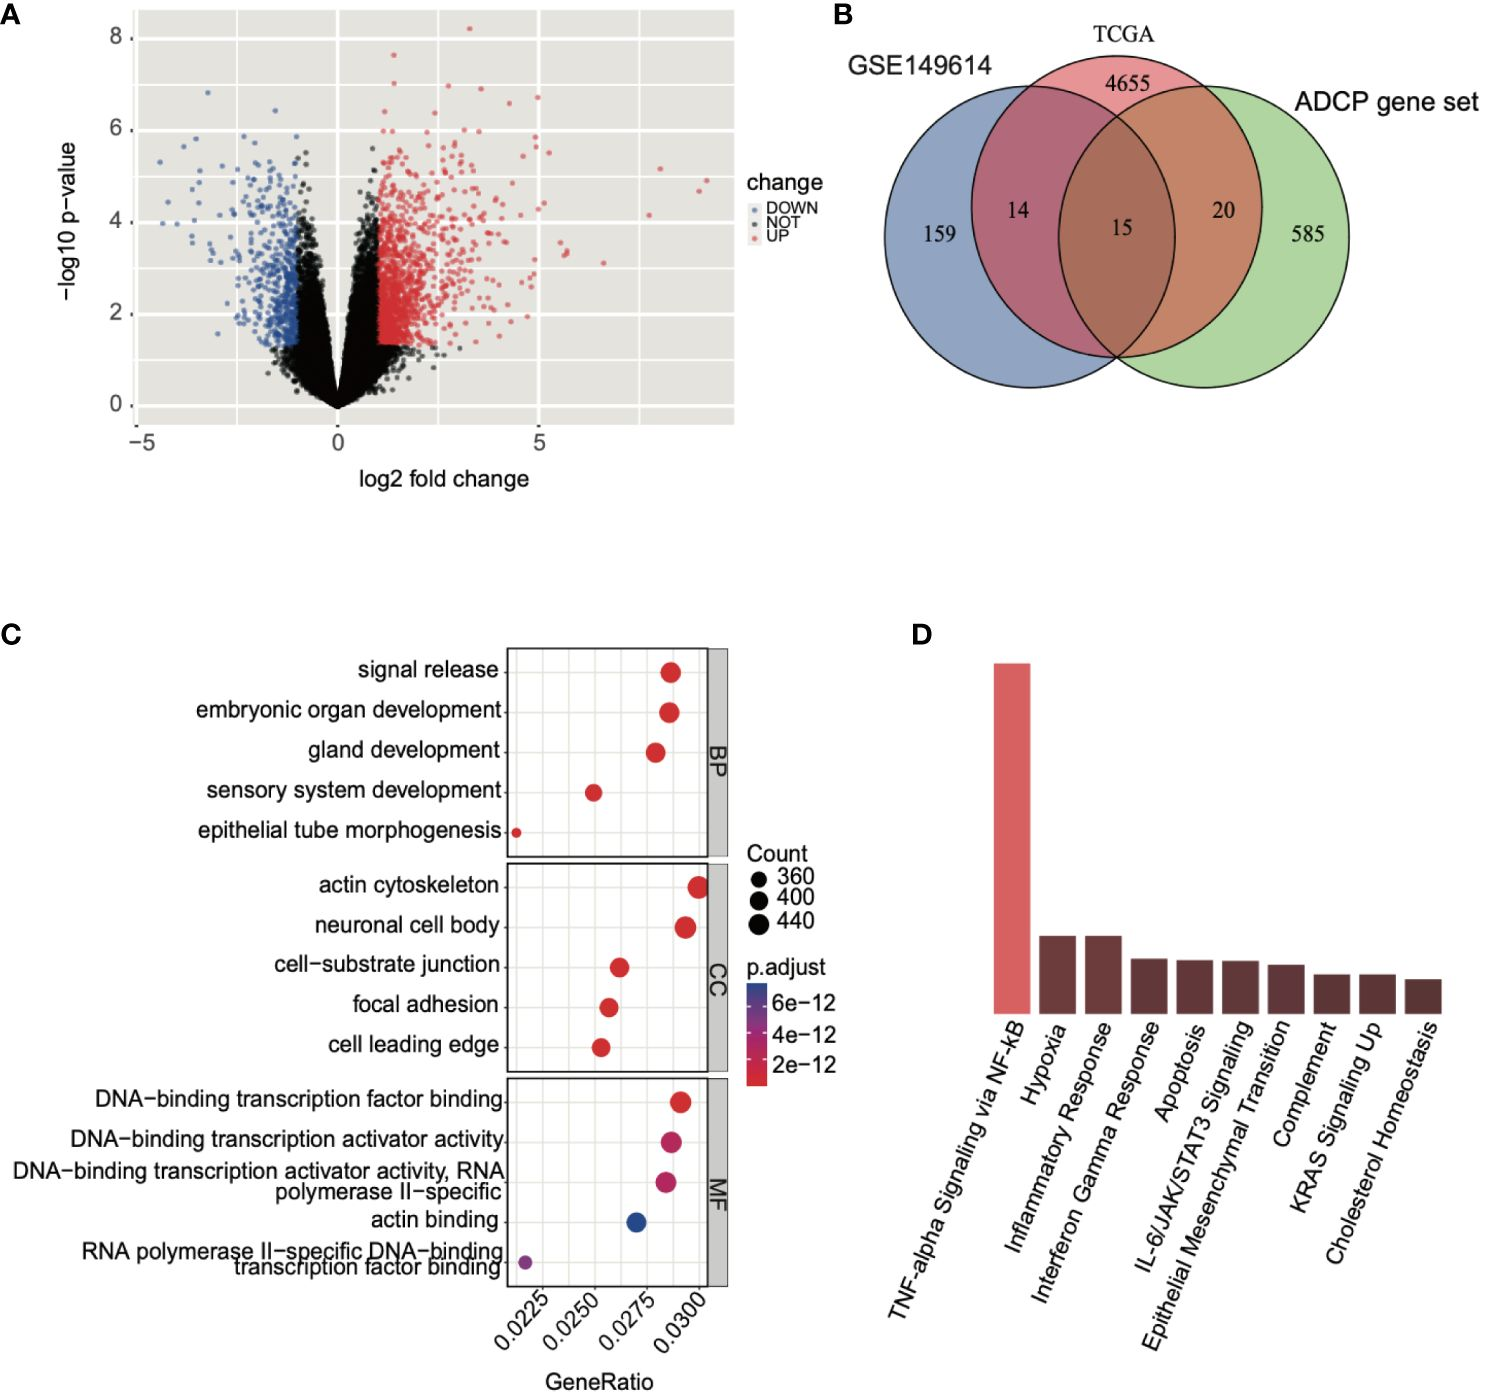 A
8
6
4
2
0
−5
0
5
−log10 p−value
log2 fold change
change
DOWN
NOT
UP
B
TCGA
GSE149614
ADCP gene set
4655
14
20
159
15
585
C
signal release
embryonic organ development
gland development
sensory system development
epithelial tube morphogenesis
BP
actin cytoskeleton
neuronal cell body
cell−substrate junction
focal adhesion
cell leading edge
CC
DNA−binding transcription factor binding
DNA−binding transcription activator activity
DNA−binding transcription activator activity, RNA
polymerase II−specific
actin binding
RNA polymerase II−specific DNA−binding
transcription factor binding
MF
0.0225
0.0250
0.0275
0.0300
GeneRatio
Count
360
400
440
p.adjust
6e−12
4e−12
2e−12
D
TNF-alpha Signaling via NF-kB
Hypoxia
Inflammatory Response
Interferon Gamma Response
Apoptosis
IL-6/JAK/STAT3 Signaling
Epithelial Mesenchymal Transition
Complement
KRAS Signaling Up
Cholesterol Homeostasis